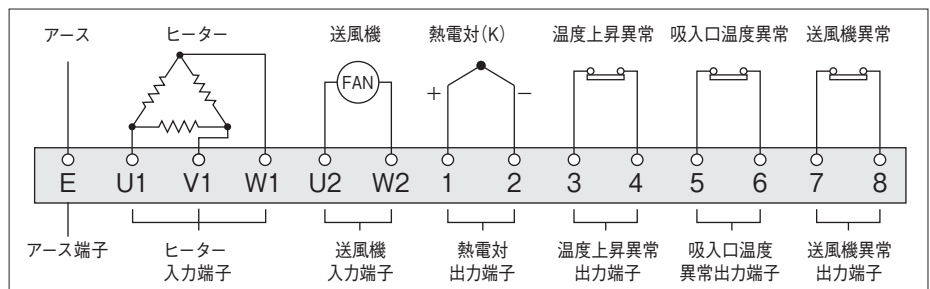 アース
ヒーター
送風機
熱電対(K)
温度上昇異常
吸入口温度異常
送風機異常
FAN
+
−
E
U1
V1
W1
U2
W2
1
2
3
4
5
6
7
8
アース端子
ヒーター
入力端子
送風機
入力端子
熱電対
出力端子
温度上昇異常
出力端子
吸入口温度
異常出力端子
送風機異常
出力端子